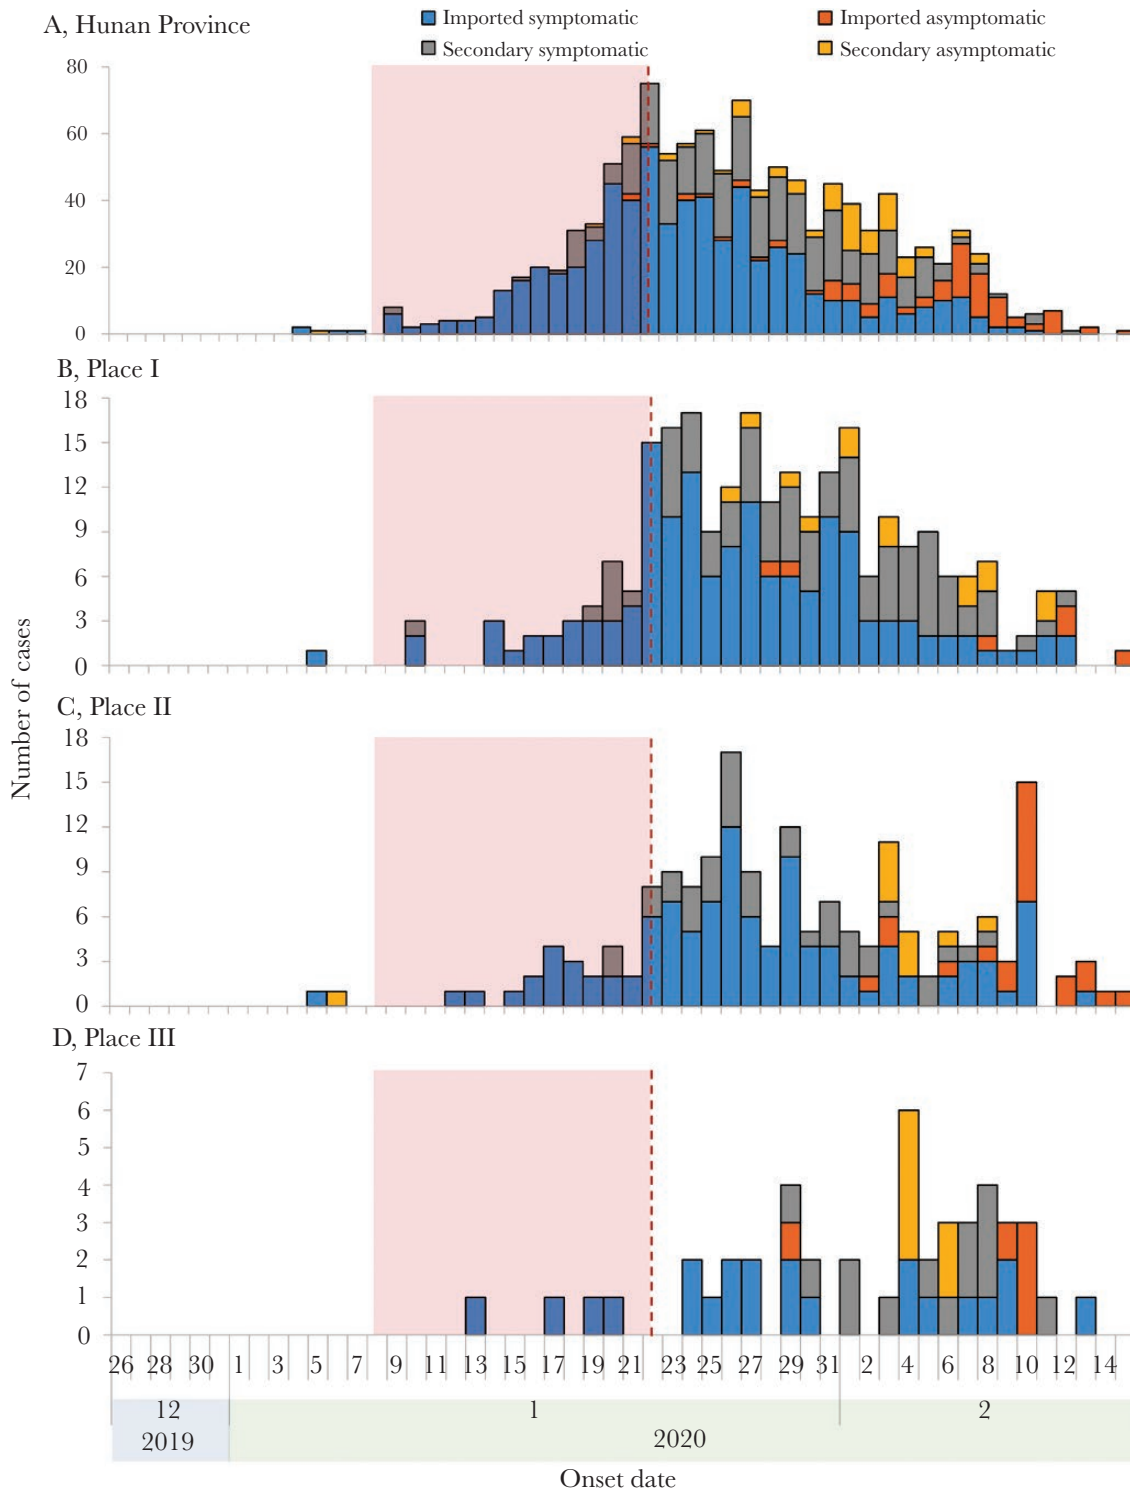 A, Hunan Province
Imported symptomatic
Imported asymptomatic
Secondary symptomatic
Secondary asymptomatic
80
60
40
20
0
B, Place I
18
15
12
9
6
3
0
C, Place II
18
15
12
9
6
3
0
D, Place III
7
6
5
4
3
2
1
0
Number of cases
26 28 30 1 3 5 7 9 11 13 15 17 19 21 23 25 27 29 31 2 4 6 8 10 12 14
12 1 2
2019 2020
Onset date